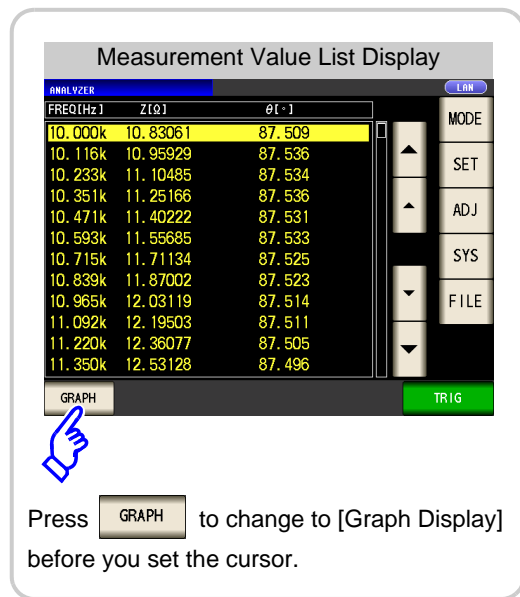 Measurement Value List Display
ANALYZER LAN
FREQ[Hz] Z[Ω] θ[°]
10.000k 10.83061 87.509
10.116k 10.95929 87.536
10.233k 11.10485 87.534
10.351k 11.25166 87.536
10.471k 11.40222 87.531
10.593k 11.55685 87.533
10.715k 11.71134 87.525
10.839k 11.87002 87.523
10.965k 12.03119 87.514
11.092k 12.19503 87.511
11.220k 12.36077 87.505
11.350k 12.53128 87.496
MODE
SET
ADJ
SYS
FILE
GRAPH TRIG
Press GRAPH to change to [Graph Display]
before you set the cursor.